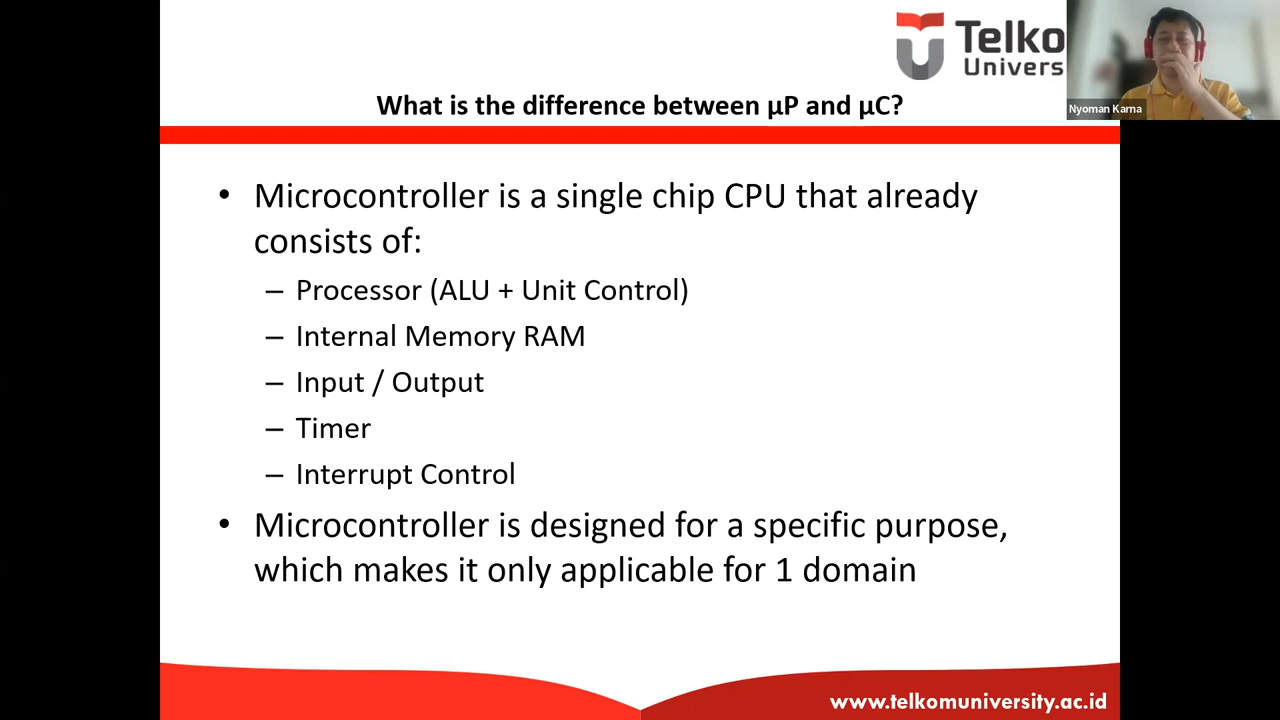 Telko
Univers
Nyoman Karna
What is the difference between µP and µC?
• Microcontroller is a single chip CPU that already
consists of:
– Processor (ALU + Unit Control)
– Internal Memory RAM
– Input / Output
– Timer
– Interrupt Control
• Microcontroller is designed for a specific purpose,
which makes it only applicable for 1 domain
www.telkomuniversity.ac.id